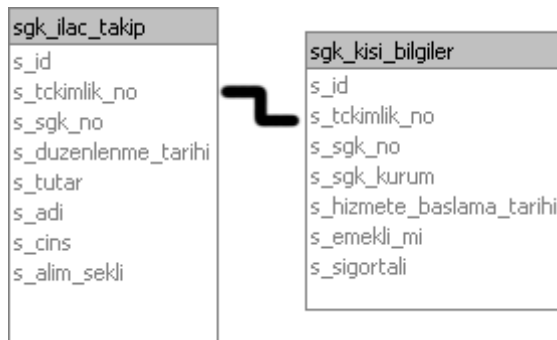 sgk_ilac_takip
s_id
s_tckimlik_no
s_sgk_no
s_duzenlenme_tarihi
s_tutar
s_adi
s_cins
s_alim_sekli
sgk_kisi_bilgiler
s_id
s_tckimlik_no
s_sgk_no
s_sgk_kurum
s_hizmete_baslama_tarihi
s_emekli_mi
s_sigortali